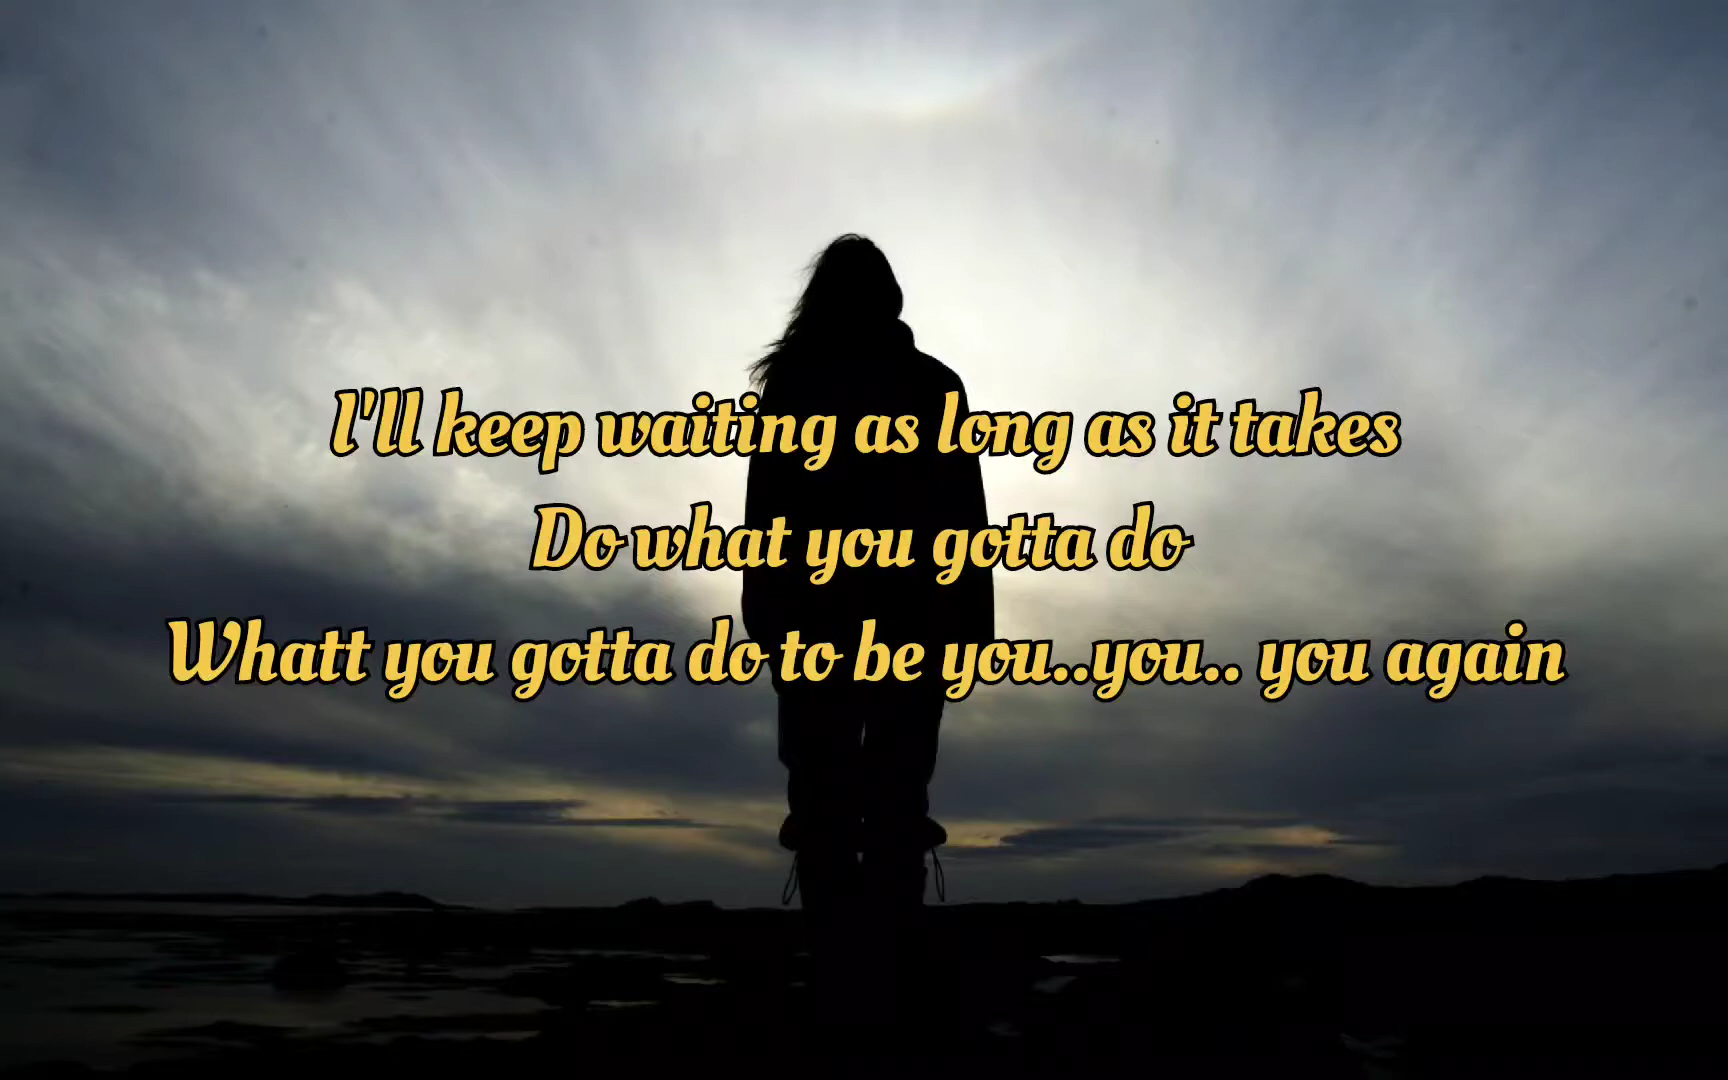 I'll keep waiting as long as it takes
Do what you gotta do
Whatt you gotta do to be you..you.. you again